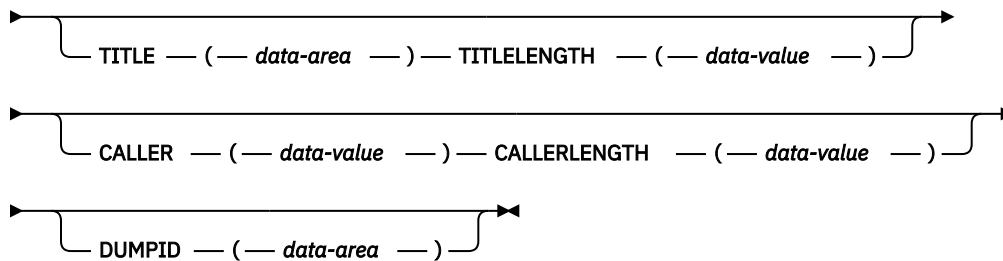 TITLE ( data-area ) TITLELENGTH ( data-value )
CALLER ( data-value ) CALLERLENGTH ( data-value )
DUMPID ( data-area )